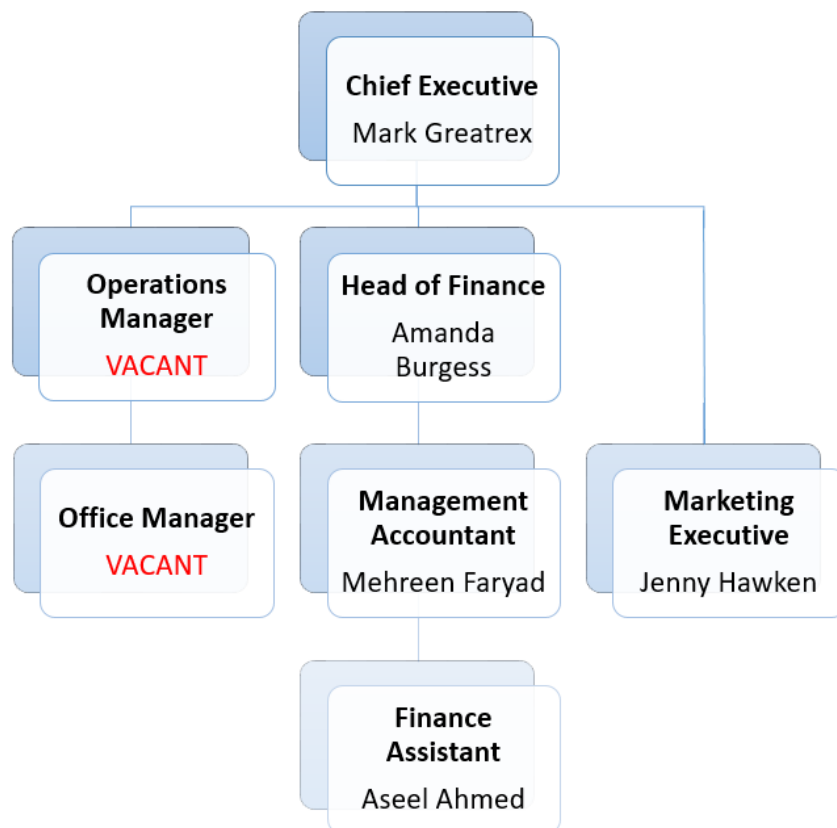 Chief Executive
Mark Greatrex
Operations
Manager
VACANT
Head of Finance
Amanda
Burgess
Office Manager
VACANT
Management
Accountant
Mehreen Faryad
Marketing
Executive
Jenny Hawken
Finance
Assistant
Aseel Ahmed